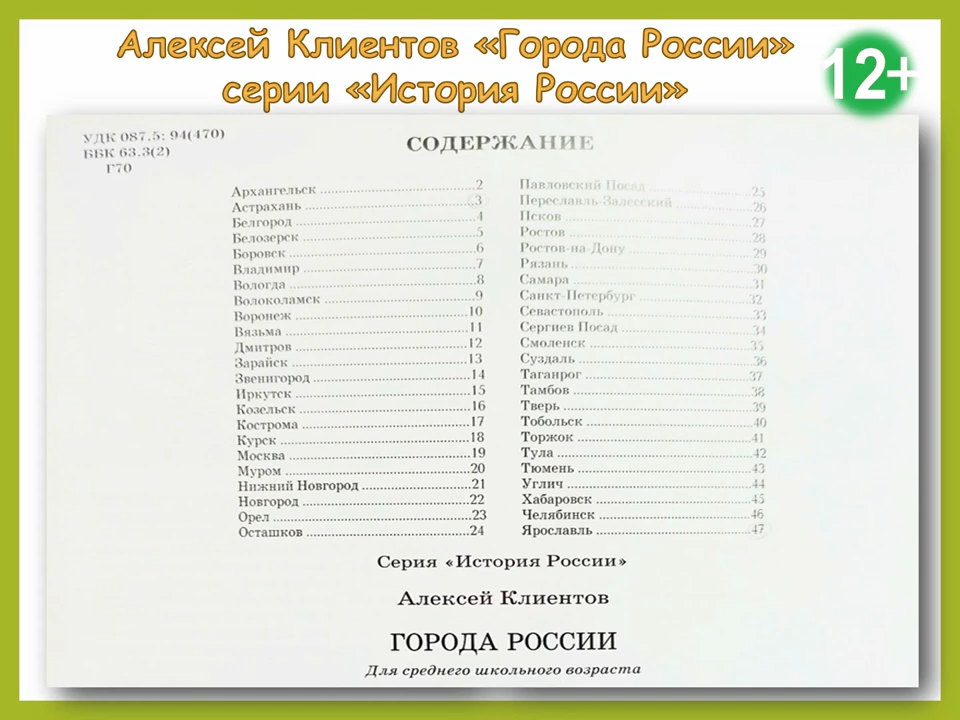 Алексей Клиентов «Города России»
серии «История России»
12+
УДК 087.5: 94(470)
ББК 63.3(2)
Г70
СОДЕРЖАНИЕ
Архангельск ........ 2
Астрахань ........ 3
Белгород ........ 4
Белозерск ........ 5
Боровск ........ 6
Владимир ........ 7
Вологда ........ 8
Волоколамск ........ 9
Воронеж ........ 10
Вязьма ........ 11
Дмитров ........ 12
Зарайск ........ 13
Звенигород ........ 14
Иркутск ........ 15
Козельск ........ 16
Кострома ........ 17
Курск ........ 18
Москва ........ 19
Муром ........ 20
Нижний Новгород ........ 21
Новгород ........ 22
Орел ........ 23
Осташков ........ 24
Павловский Посад ........ 25
Переславль-Залесский ........ 26
Псков ........ 27
Ростов ........ 28
Ростов-на-Дону ........ 29
Рязань ........ 30
Самара ........ 31
Санкт-Петербург ........ 32
Севастополь ........ 33
Сергиев Посад ........ 34
Смоленск ........ 35
Суздаль ........ 36
Таганрог ........ 37
Тамбов ........ 38
Тверь ........ 39
Тобольск ........ 40
Торжок ........ 41
Тула ........ 42
Тюмень ........ 43
Углич ........ 44
Хабаровск ........ 45
Челябинск ........ 46
Ярославль ........ 47
Серия «История России»
Алексей Клиентов
ГОРОДА РОССИИ
Для среднего школьного возраста